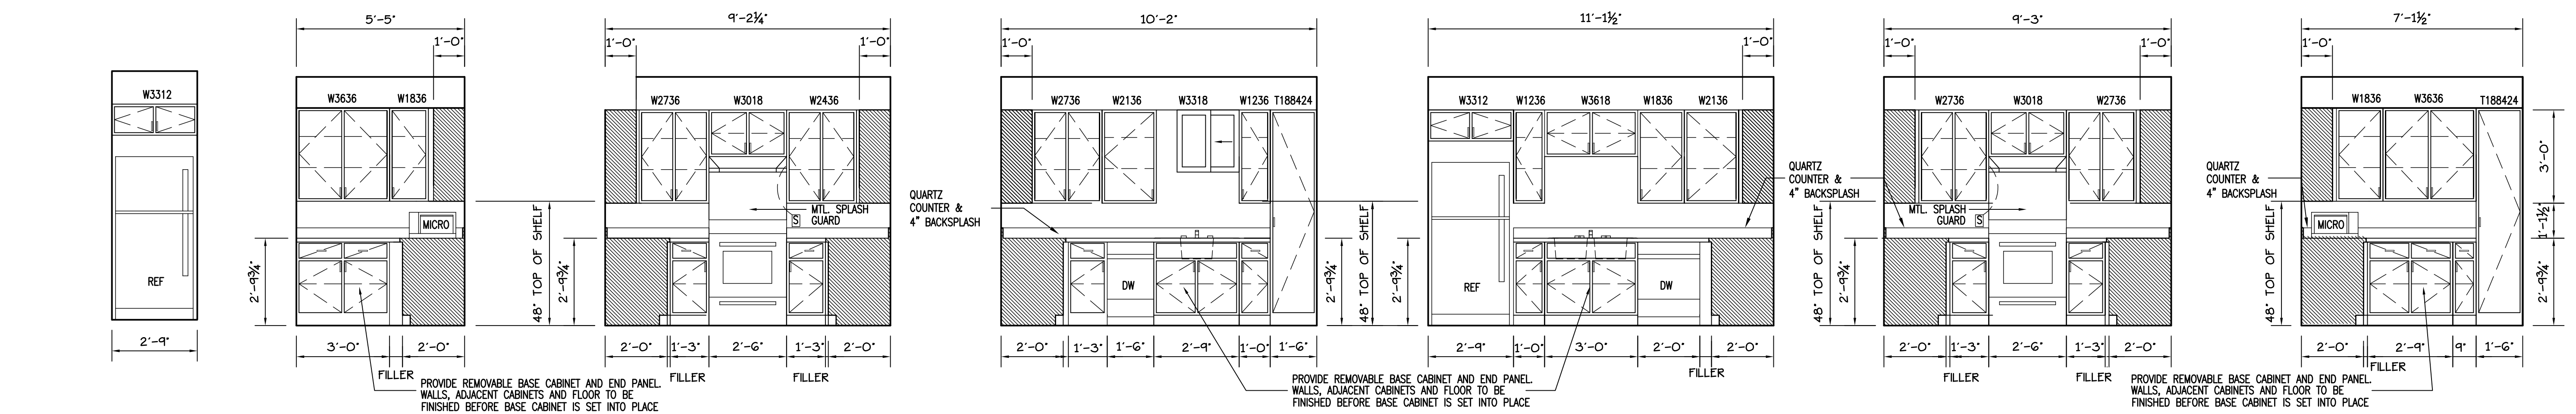 W3312
REF
2'-9"
5'-5"
1'-0"
W3636 W1836
MICRO
2'-9¾"
3'-0" 2'-0"
FILLER
PROVIDE REMOVABLE BASE CABINET AND END PANEL.
WALLS, ADJACENT CABINETS AND FLOOR TO BE
FINISHED BEFORE BASE CABINET IS SET INTO PLACE
48" TOP OF SHELF
9'-2¼"
1'-0" 1'-0"
W2736 W3018 W2436
MTL. SPLASH
GUARD
S
2'-9¾"
2'-0" 1'-3" 2'-6" 1'-3" 2'-0"
FILLER FILLER
10'-2"
1'-0"
W2736 W2136 W3318 W1236 T188424
QUARTZ
COUNTER &
4" BACKSPLASH
DW
2'-9¾"
48" TOP OF SHELF
2'-0" 1'-3" 1'-6" 2'-9" 1'-0" 1'-6"
PROVIDE REMOVABLE BASE CABINET AND END PANEL.
WALLS, ADJACENT CABINETS AND FLOOR TO BE
FINISHED BEFORE BASE CABINET IS SET INTO PLACE
11'-1½"
1'-0"
W3312 W1236 W3618 W1836 W2136
QUARTZ
COUNTER &
4" BACKSPLASH
REF
DW
2'-9¾"
2'-9" 1'-0" 3'-0" 2'-0" 2'-0"
FILLER
9'-3"
1'-0" 1'-0"
W2736 W3018 W2736
MTL. SPLASH
GUARD
S
48" TOP OF SHELF
2'-9¾"
2'-0" 1'-3" 2'-6" 1'-3" 2'-0"
FILLER FILLER
7'-1½"
1'-0"
W1836 W3636 T188424
QUARTZ
COUNTER &
4" BACKSPLASH
MICRO
48" TOP OF SHELF
3'-0"
1'-1½"
2'-9¾"
2'-0" 2'-9" 9" 1'-6"
FILLER
PROVIDE REMOVABLE BASE CABINET AND END PANEL.
WALLS, ADJACENT CABINETS AND FLOOR TO BE
FINISHED BEFORE BASE CABINET IS SET INTO PLACE